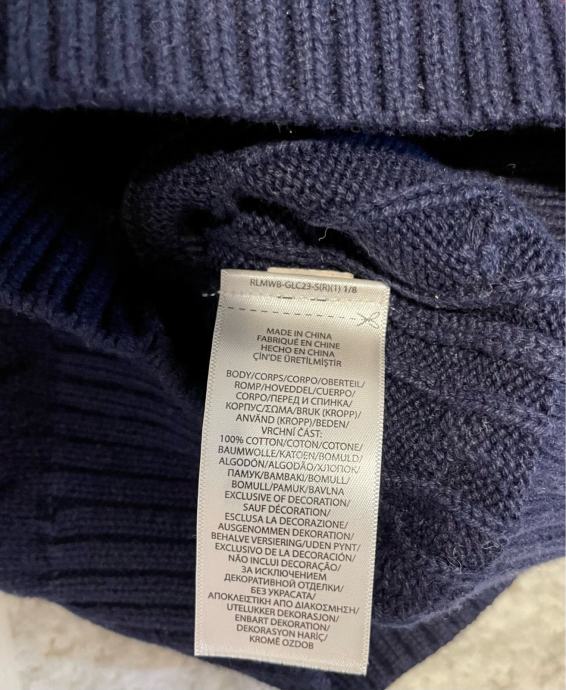 RLMWB-GLC23-S(R)(1) 1/8
MADE IN CHINA
FABRIQUÉ EN CHINE
HECHO EN CHINA
ÇİN'DE ÜRETİLMİŞTİR
BODY/CORPS/CORPO/OBERTEIL/
ROMP/HOVEDDEL/CUERPO/
CORPO/ПЕРЕД И СПИНКА/
КОРПУС/ΣΩΜΑ/BRUK (KROPP)/
ANVÄND (KROPP)/BEDEN/
VRCHNÍ ČÁST:
100% COTTON/COTON/COTONE/
BAUMWOLLE/KATOEN/BOMULD/
ALGODÓN/ALGODÃO/ХЛОПОК/
ПАМУК/ΒΑΜΒΑΚΙ/BOMULL/
BOMULL/PAMUK/BAVLNA
EXCLUSIVE OF DECORATION/
SAUF DÉCORATION/
ESCLUSA LA DECORAZIONE/
AUSGENOMMEN DEKORATION/
BEHALVE VERSIERING/UDEN PYNT/
EXCLUSIVO DE LA DECORACIÓN/
NÃO INCLUI DECORAÇÃO/
ЗА ИСКЛЮЧЕНИЕМ
ДЕКОРАТИВНОЙ ОТДЕЛКИ/
БЕЗ УКРАСАТА/
ΑΠΟΚΛΕΙΣΤΙΚΗ ΑΠΟ ΔΙΑΚΟΣΜΗΣΗ/
UTELUKKER DEKORASJON/
ENBART DEKORATION/
DEKORASYON HARİÇ/
KROMĚ OZDOB